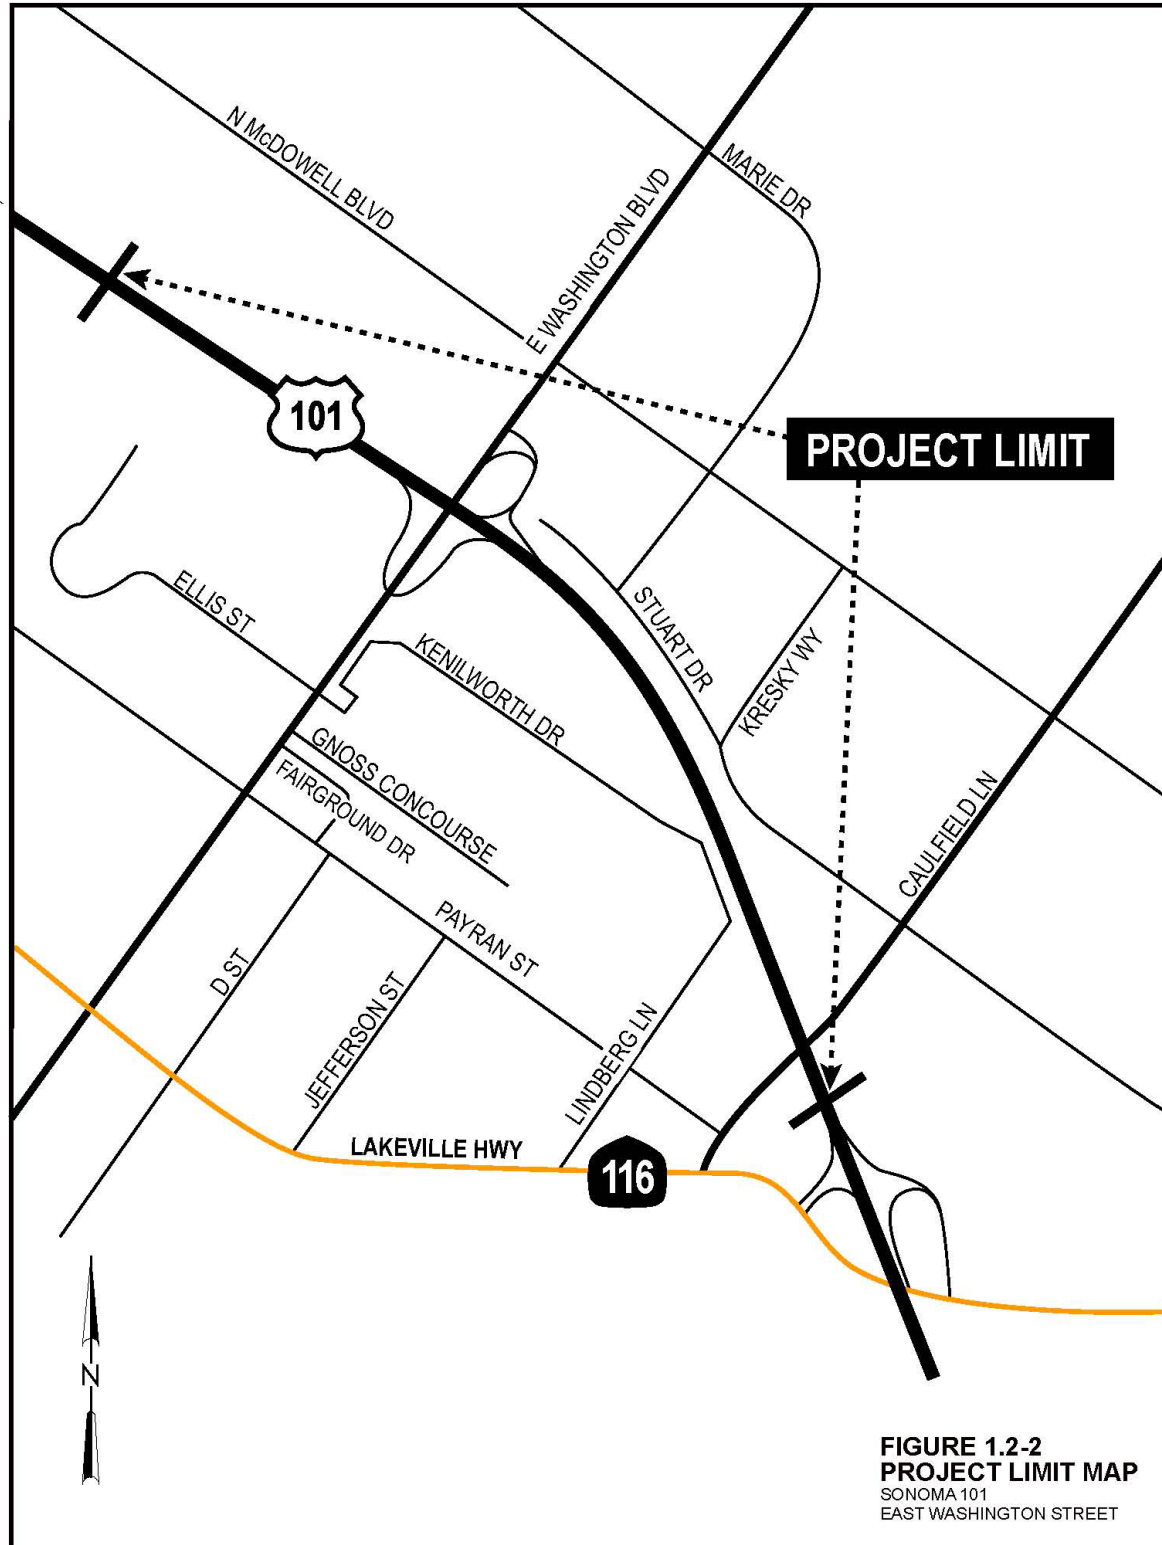 N McDOWELL BLVD
MARIE DR
E WASHINGTON BLVD
101
PROJECT LIMIT
ELLIS ST
STUART DR
KENILWORTH DR
KRESKY WY
GNOSS CONCOURSE
FAIRGROUND DR
CAULFIELD LN
PAYRAN ST
D ST
JEFFERSON ST
LINDBERG LN
LAKEVILLE HWY
116
N
FIGURE 1.2-2
PROJECT LIMIT MAP
SONOMA 101
EAST WASHINGTON STREET